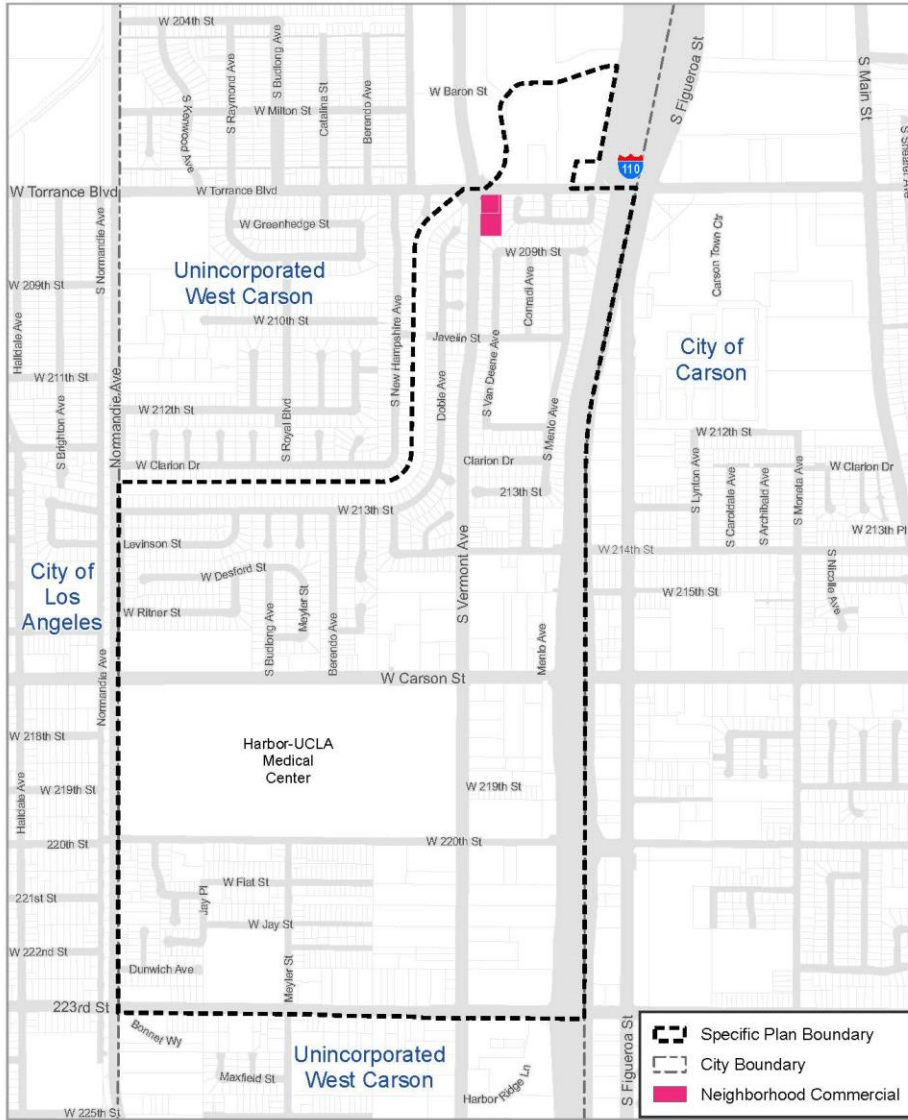 W 204th St
S Kenwood Ave
S Raymond Ave
S Budlong Ave
Catalina St
Berendo Ave
W Milton St
W Baron St
S Figueroa St
S Main St
S Shearer Ave
110
W Torrance Blvd
W Torrance Blvd
W Greenhedge St
S Normandie Ave
Unincorporated
West Carson
W 209th St
W 209th St
Conradi Ave
Carson Town Ctr
W 210th St
S New Hampshire Ave
Javelin St
City of
Carson
Halldale Ave
W 211th St
S Brighton Ave
Normandie Ave
W 212th St
S Royal Blvd
Doble Ave
S Van Deene Ave
S Menlo Ave
W 212th St
W Clarion Dr
Clarion Dr
213th St
S Lynton Ave
S Caroldale Ave
S Archibald Ave
S Moneta Ave
W Clarion Dr
W 213th Pl
W 213th St
Levinson St
W 214th St
City of
Los
Angeles
W Desford St
S Vermont Ave
W 215th St
S Nicolle Ave
W Ritner St
S Budlong Ave
Meyler St
Berendo Ave
Menlo Ave
Normandie Ave
W Carson St
W 218th St
Harbor-UCLA
Medical
Center
W 219th St
W 219th St
Halldale Ave
220th St
W 220th St
W Fiat St
221st St
Jay Pl
W Jay St
W 222nd St
Dunwich Ave
Meyler St
223rd St
Bonnet Wy
Unincorporated
West Carson
Maxfield St
Harbor Ridge Ln
S Figueroa St
W 225th St
Specific Plan Boundary
City Boundary
Neighborhood Commercial